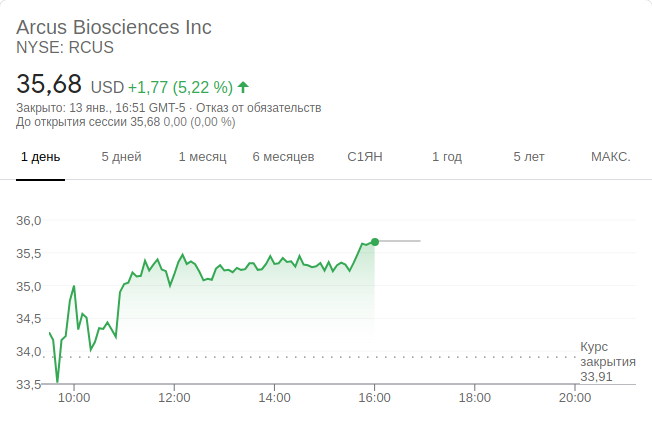 Arcus Biosciences Inc
NYSE: RCUS
35,68 USD +1,77 (5,22 %)
Закрыто: 13 янв., 16:51 GMT-5 · Отказ от обязательств
До открытия сессии 35,68 0,00 (0,00 %)
1 день 5 дней 1 месяц 6 месяцев С1ЯН 1 год 5 лет МАКС.
36,0
35,5
35,0
34,5
34,0
33,5
Курс
закрытия
33,91
10:00 12:00 14:00 16:00 18:00 20:00